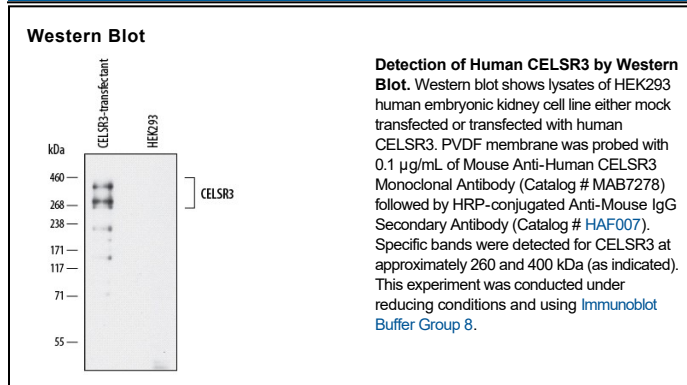 Western Blot
CELSR3-transfectant
HEK293
kDa
460
268
238
171
117
71
55
CELSR3
Detection of Human CELSR3 by Western
Blot. Western blot shows lysates of HEK293
human embryonic kidney cell line either mock
transfected or transfected with human
CELSR3. PVDF membrane was probed with
0.1 µg/mL of Mouse Anti-Human CELSR3
Monoclonal Antibody (Catalog # MAB7278)
followed by HRP-conjugated Anti-Mouse IgG
Secondary Antibody (Catalog # HAF007).
Specific bands were detected for CELSR3 at
approximately 260 and 400 kDa (as indicated).
This experiment was conducted under
reducing conditions and using Immunoblot
Buffer Group 8.